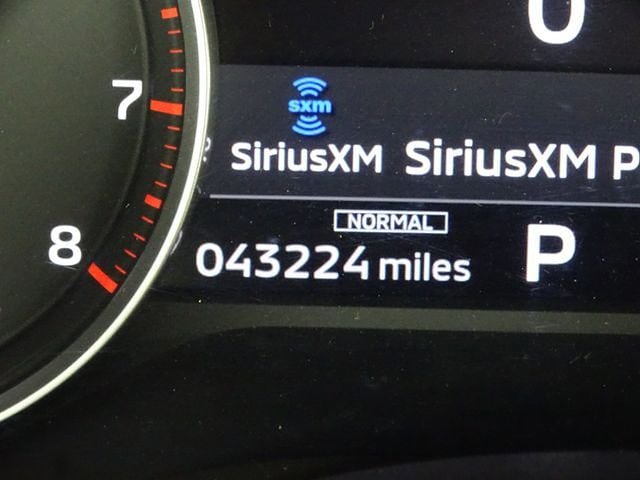 0
7
sxm
SiriusXM SiriusXM P
NORMAL
8
043224 miles P